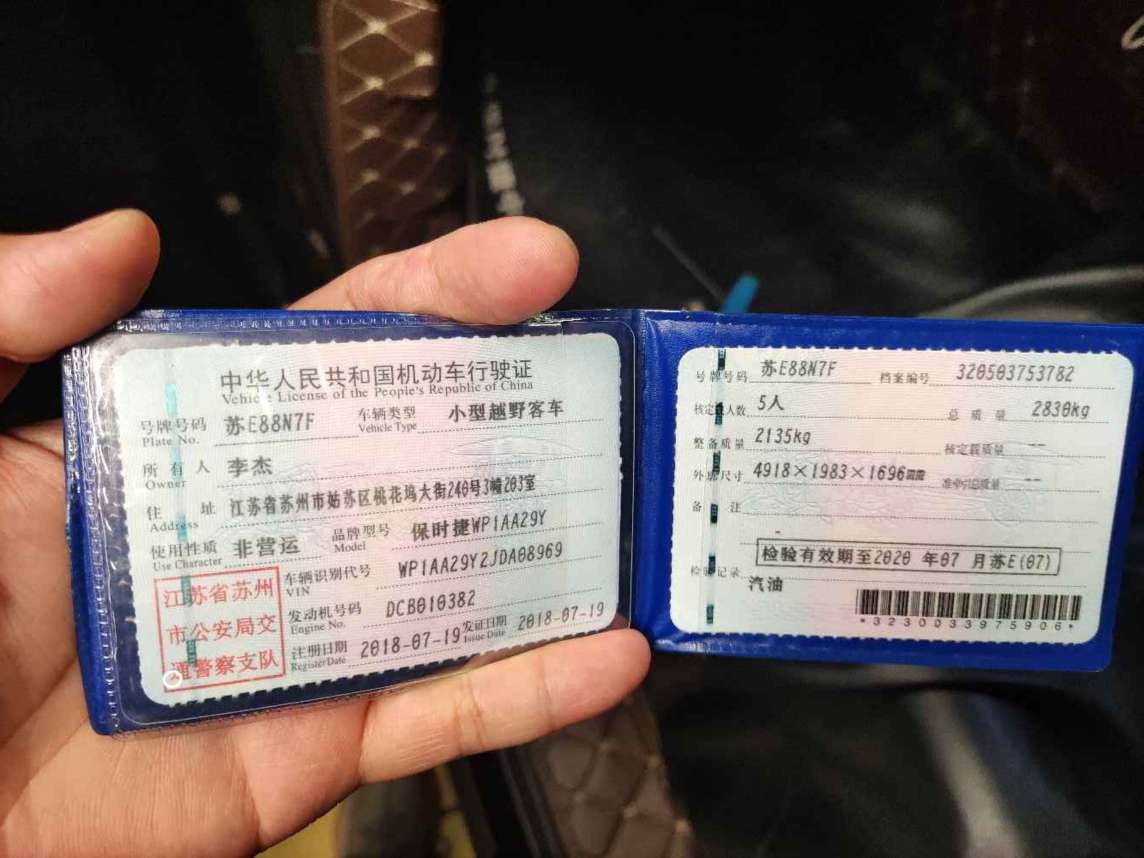 中华人民共和国机动车行驶证
Vehicle License of the People's Republic of China
号牌号码 苏E88N7F 车辆类型 小型越野客车
Plate No. Vehicle Type
所有人 李杰
Owner
住址 江苏省苏州市姑苏区桃花坞大街240号3幢203室
Address
使用性质 非营运 品牌型号 保时捷WP1AA29Y
Use Character Model
江苏省苏州
市公安局交
通警察支队
车辆识别代号 WP1AA29Y2JDA08969
VIN
发动机号码 DCB010382
Engine No.
注册日期 2018-07-19 发证日期 2018-07-19
Register Date Issue Date
号牌号码 苏E88N7F 档案编号 320503753782
核定载人数 5人 总质量 2830kg
整备质量 2135kg 核定载质量 --
外廓尺寸 4918×1983×1696 准牵引总质量 --
备注
-
检验有效期至2020 年07 月苏E(07)
检验记录
汽油
*3230033975906*